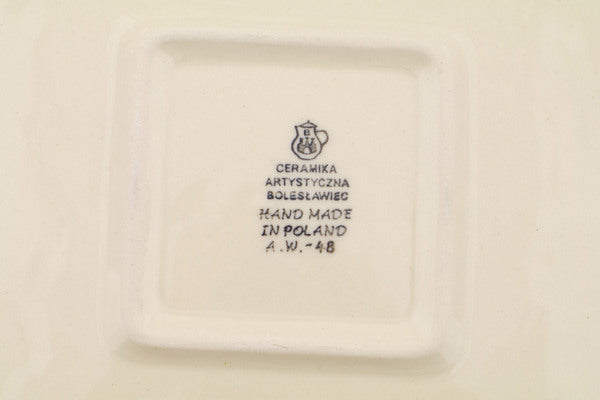 B
CERAMIKA
ARTYSTYCZNA
BOLESŁAWIEC
HAND MADE
IN POLAND
A.W.-48